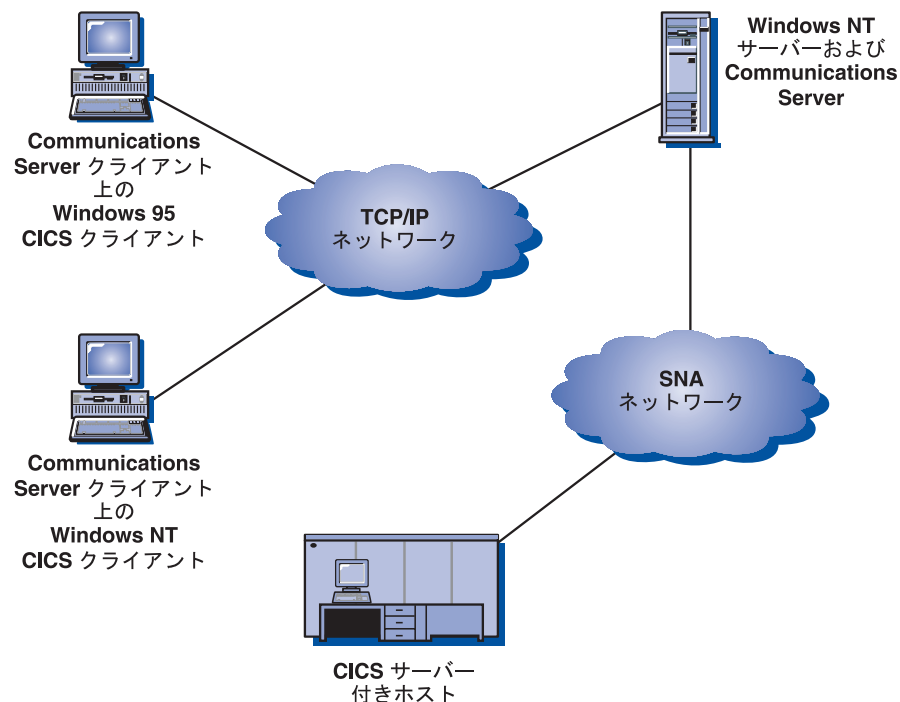 Windows NT
サーバーおよび
Communications
Server
Communications
Server クライアント
上の
Windows 95
CICS クライアント
TCP/IP
ネットワーク
SNA
ネットワーク
Communications
Server クライアント
上の
Windows NT
CICS クライアント
CICS サーバー
付きホスト